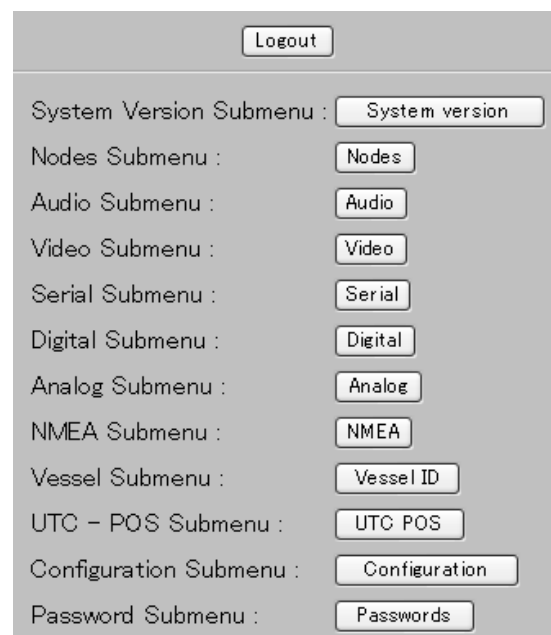 Logout
System Version Submenu : System version
Nodes Submenu : Nodes
Audio Submenu : Audio
Video Submenu : Video
Serial Submenu : Serial
Digital Submenu : Digital
Analog Submenu : Analog
NMEA Submenu : NMEA
Vessel Submenu : Vessel ID
UTC - POS Submenu : UTC POS
Configuration Submenu : Configuration
Password Submenu : Passwords